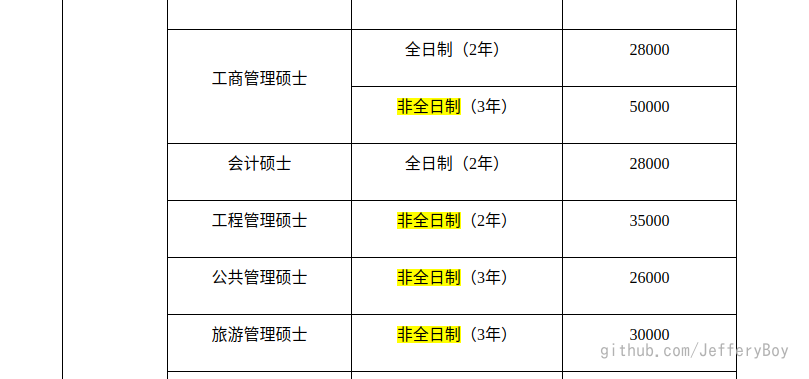 全日制（2年） 28000
工商管理硕士
非全日制（3年） 50000
会计硕士 全日制（2年） 28000
工程管理硕士 非全日制（2年） 35000
公共管理硕士 非全日制（3年） 26000
旅游管理硕士 非全日制（3年） 30000
github.com/JefferyBoy